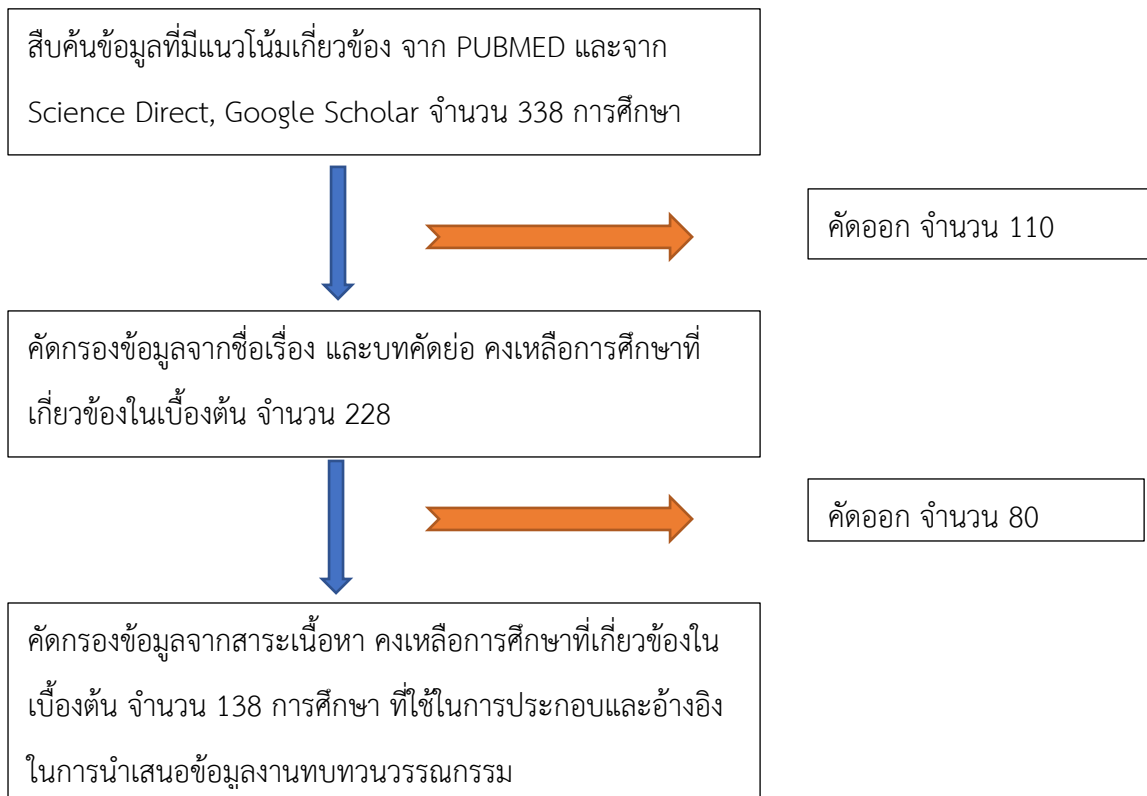 สืบค้นข้อมูลที่มีแนวโน้มเกี่ยวข้อง จาก PUBMED และจาก
Science Direct, Google Scholar จำนวน 338 การศึกษา
คัดออก จำนวน 110
คัดกรองข้อมูลจากชื่อเรื่อง และบทคัดย่อ คงเหลือการศึกษาที่
เกี่ยวข้องในเบื้องต้น จำนวน 228
คัดออก จำนวน 80
คัดกรองข้อมูลจากสาระเนื้อหา คงเหลือการศึกษาที่เกี่ยวข้องใน
เบื้องต้น จำนวน 138 การศึกษา ที่ใช้ในการประกอบและอ้างอิง
ในการนำเสนอข้อมูลงานทบทวนวรรณกรรม